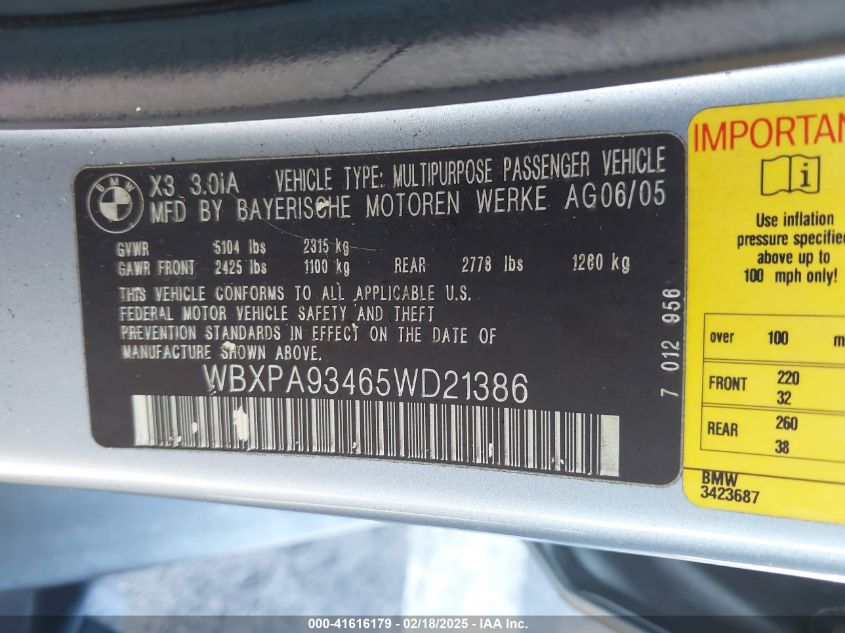 BMW
X3 3.0iA VEHICLE TYPE: MULTIPURPOSE PASSENGER VEHICLE
MFD BY BAYERISCHE MOTOREN WERKE AG06/05
GVWR 5104 lbs 2315 kg
GAWR FRONT 2425 lbs 1100 kg REAR 2778 lbs 1260 kg
THIS VEHICLE CONFORMS TO ALL APPLICABLE U.S.
FEDERAL MOTOR VEHICLE SAFETY AND THEFT
PREVENTION STANDARDS IN EFFECT ON THE DATE OF
MANUFACTURE SHOWN ABOVE.
WBXPA93465WD21386
7 012 956
IMPORTAN
i
Use inflation
pressure specifie
above up to
100 mph only!
over 100 m
FRONT 220
32
REAR 260
38
BMW
3423687
000-41616179 - 02/18/2025 - IAA Inc.